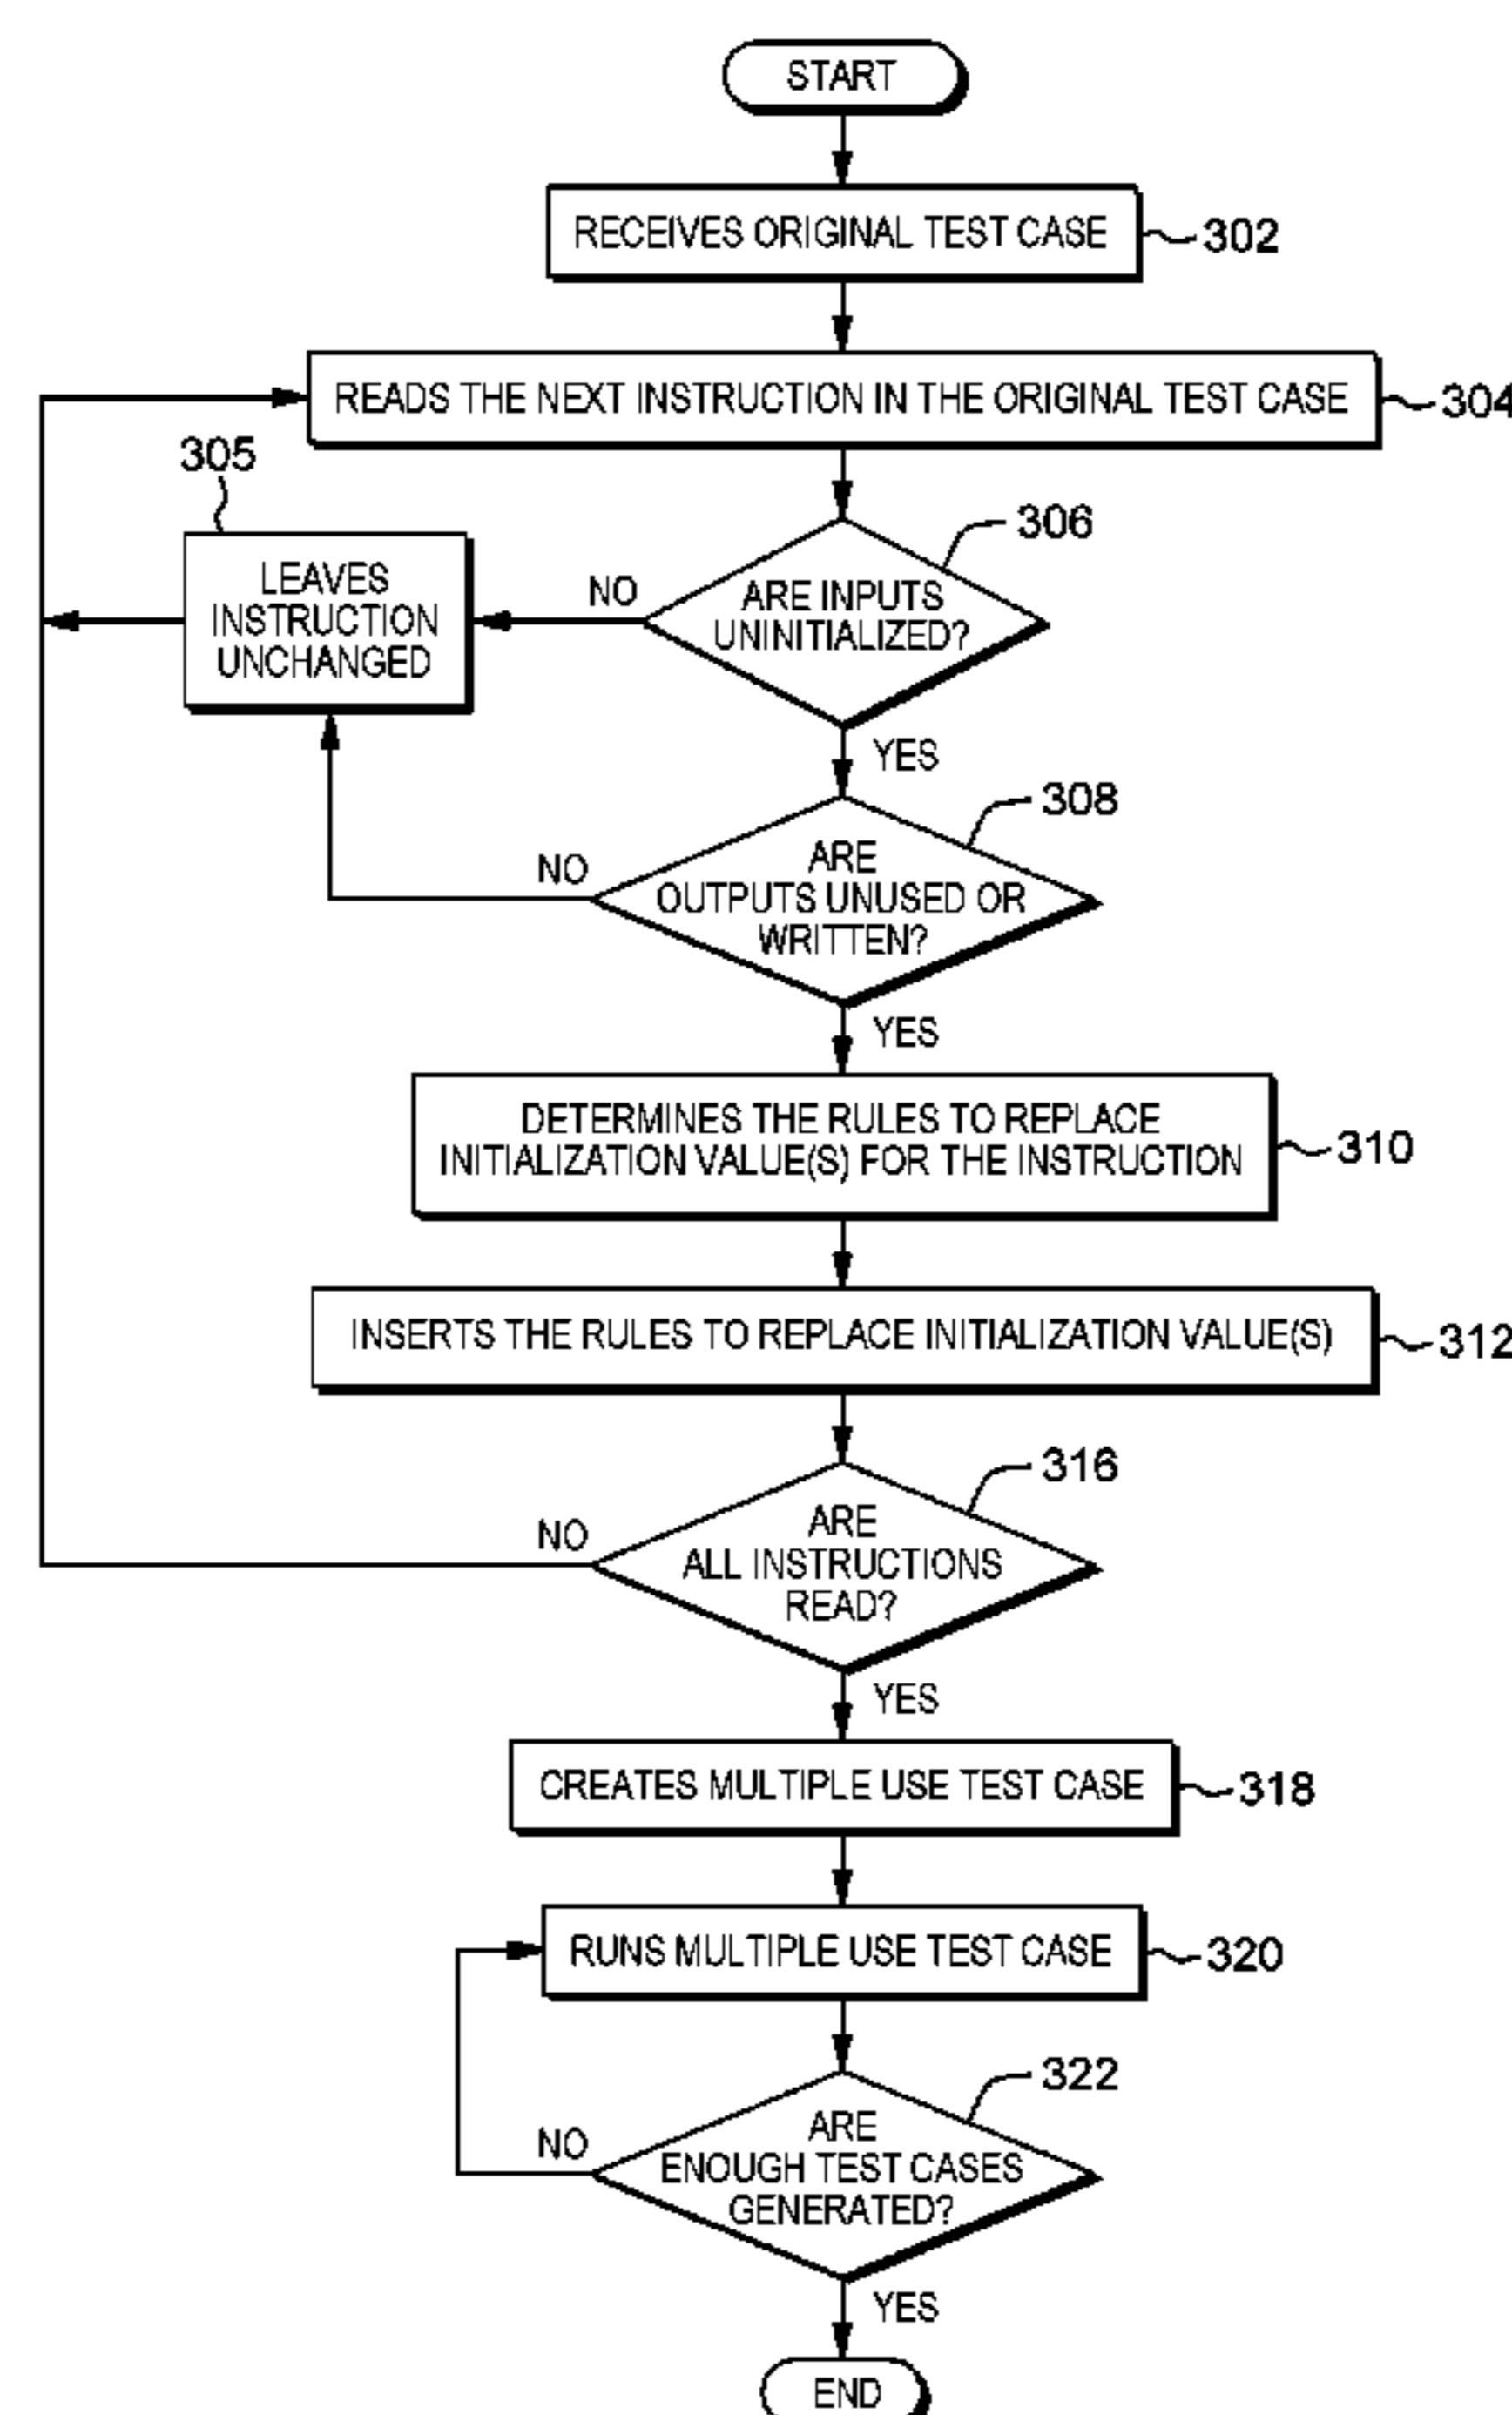 START
RECEIVES ORIGINAL TEST CASE
302
READS THE NEXT INSTRUCTION IN THE ORIGINAL TEST CASE
304
305
LEAVES
INSTRUCTION
UNCHANGED
306
NO
ARE INPUTS
UNINITIALIZED?
YES
308
NO
ARE
OUTPUTS UNUSED OR
WRITTEN?
YES
DETERMINES THE RULES TO REPLACE
INITIALIZATION VALUE(S) FOR THE INSTRUCTION
310
INSERTS THE RULES TO REPLACE INITIALIZATION VALUE(S)
312
316
NO
ARE
ALL INSTRUCTIONS
READ?
YES
CREATES MULTIPLE USE TEST CASE
318
RUNS MULTIPLE USE TEST CASE
320
322
NO
ARE
ENOUGH TEST CASES
GENERATED?
YES
END